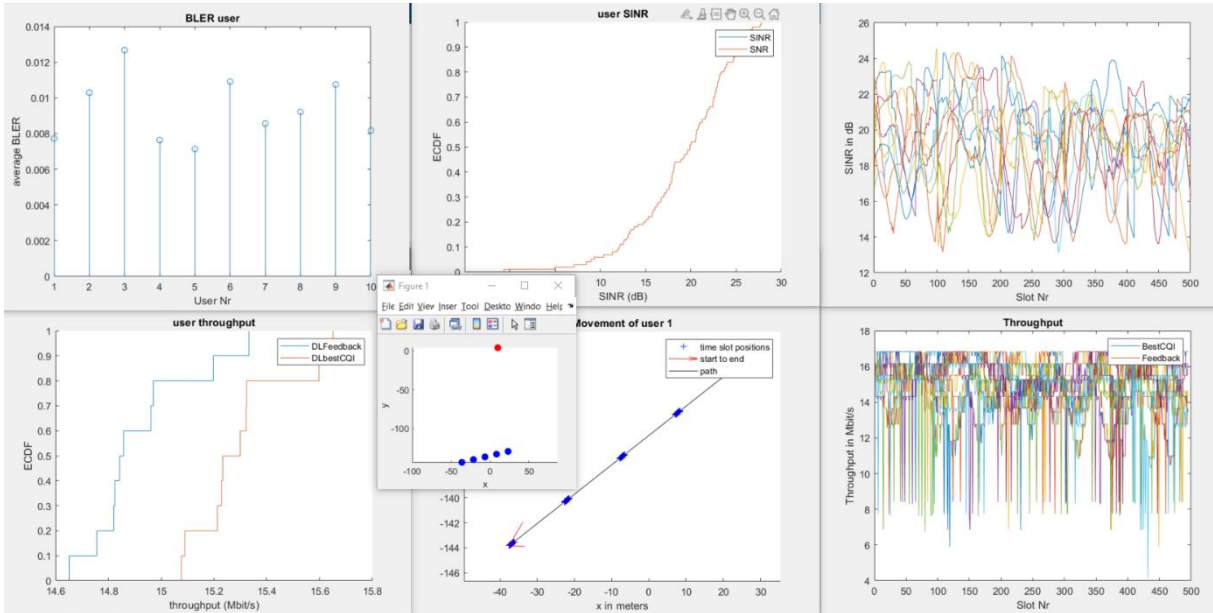 BLER user
0.014
0.012
0.01
0.008
0.006
0.004
0.002
0
average BLER
1 2 3 4 5 6 7 8 9 10
User Nr
user SINR
1
0.9
0.8
0.7
0.6
0.5
0.4
0.3
0.2
0.1
0
ECDF
SINR
SNR
10 15 20 25 30
SINR (dB)
26
24
22
20
18
16
14
12
SINR in dB
0 50 100 150 200 250 300 350 400 450 500
Slot Nr
user throughput
1
0.9
0.8
0.7
0.6
0.5
0.4
0.3
0.2
0.1
0
ECDF
DLFeedback
DLbestCQI
14.6 14.8 15 15.2 15.4 15.6 15.8
throughput (Mbit/s)
Figure 1
File Edit View Inser Tool Deskto Windo Help
0
-50
-100
y
-100 -50 0 50
x
Movement of user 1
time slot positions
start to end
path
-140
-142
-144
-146
-40 -30 -20 -10 0 10 20 30
x in meters
Throughput
18
16
14
12
10
8
6
4
Throughput in Mbit/s
BestCQI
Feedback
0 50 100 150 200 250 300 350 400 450 500
Slot Nr